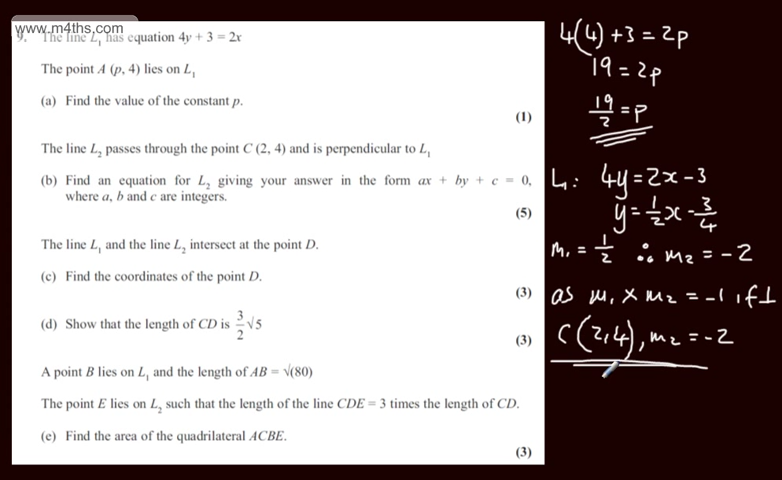 www.m4ths.com
9. The line L₁ has equation 4y + 3 = 2x
The point A (p, 4) lies on L₁
(a) Find the value of the constant p.
(1)
The line L₂ passes through the point C (2, 4) and is perpendicular to L₁
(b) Find an equation for L₂ giving your answer in the form ax + by + c = 0,
where a, b and c are integers.
(5)
The line L₁ and the line L₂ intersect at the point D.
(c) Find the coordinates of the point D.
(3)
(d) Show that the length of CD is 3/2 √5
(3)
A point B lies on L₁ and the length of AB = √(80)
The point E lies on L₂ such that the length of the line CDE = 3 times the length of CD.
(e) Find the area of the quadrilateral ACBE.
(3)
4(4)+3=2p
19=2p
19/2=p
L₁: 4y=2x-3
y=1/2x-3/4
m₁=1/2 ∴ m₂=-2
as m₁ x m₂ = -1 if ⊥
C(2,4), m₂=-2